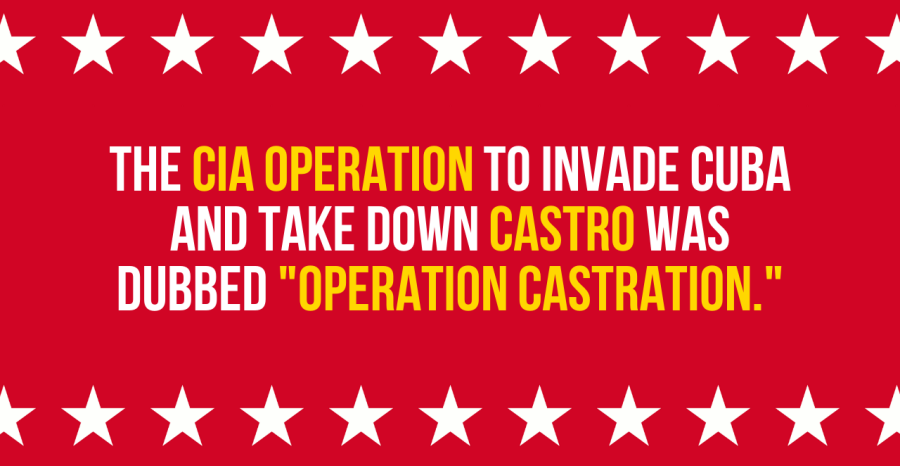 THE CIA OPERATION TO INVADE CUBA
AND TAKE DOWN CASTRO WAS
DUBBED "OPERATION CASTRATION."